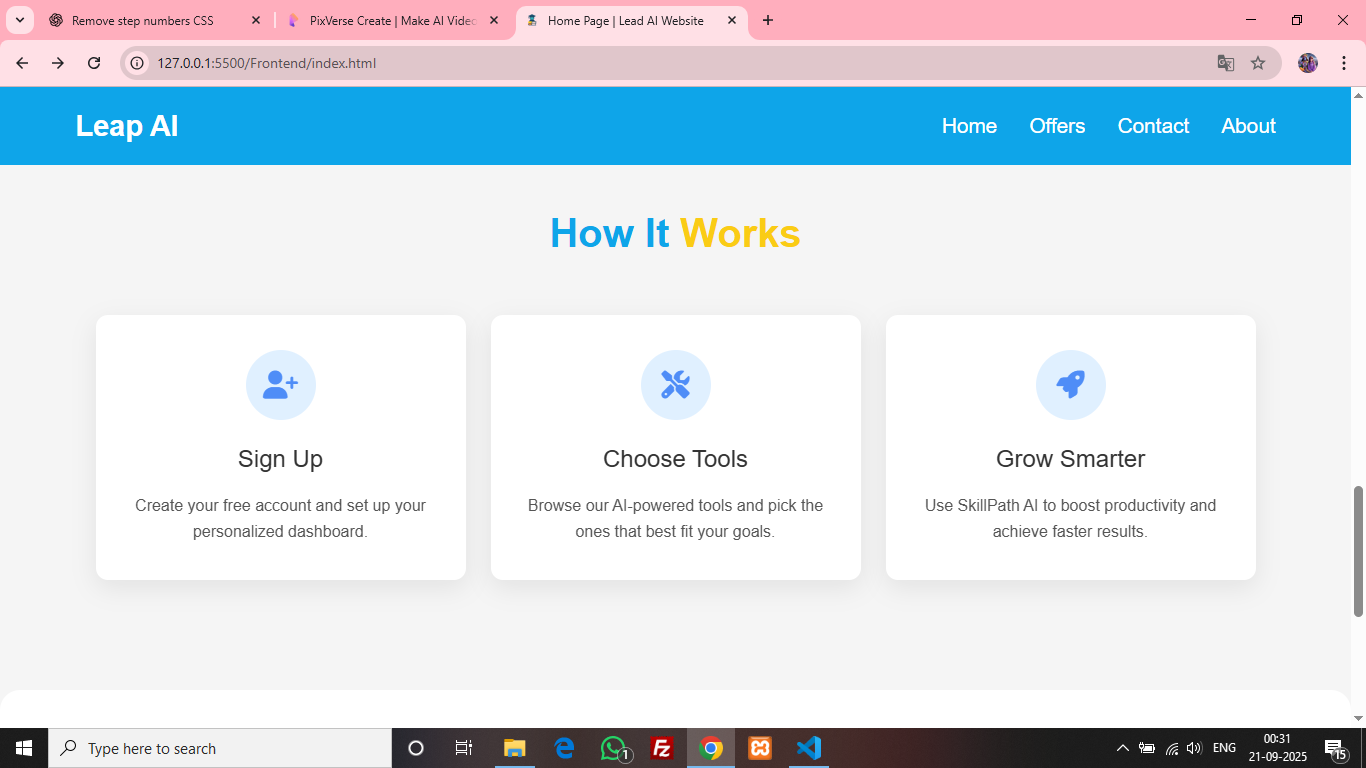 Remove step numbers CSS
PixVerse Create | Make AI Video
Home Page | Lead AI Website
127.0.0.1:5500/Frontend/index.html
Leap AI
Home Offers Contact About
How It Works
Sign Up
Create your free account and set up your
personalized dashboard.
Choose Tools
Browse our AI-powered tools and pick the
ones that best fit your goals.
Grow Smarter
Use SkillPath AI to boost productivity and
achieve faster results.
Type here to search
1
ENG
00:31
21-09-2025
15